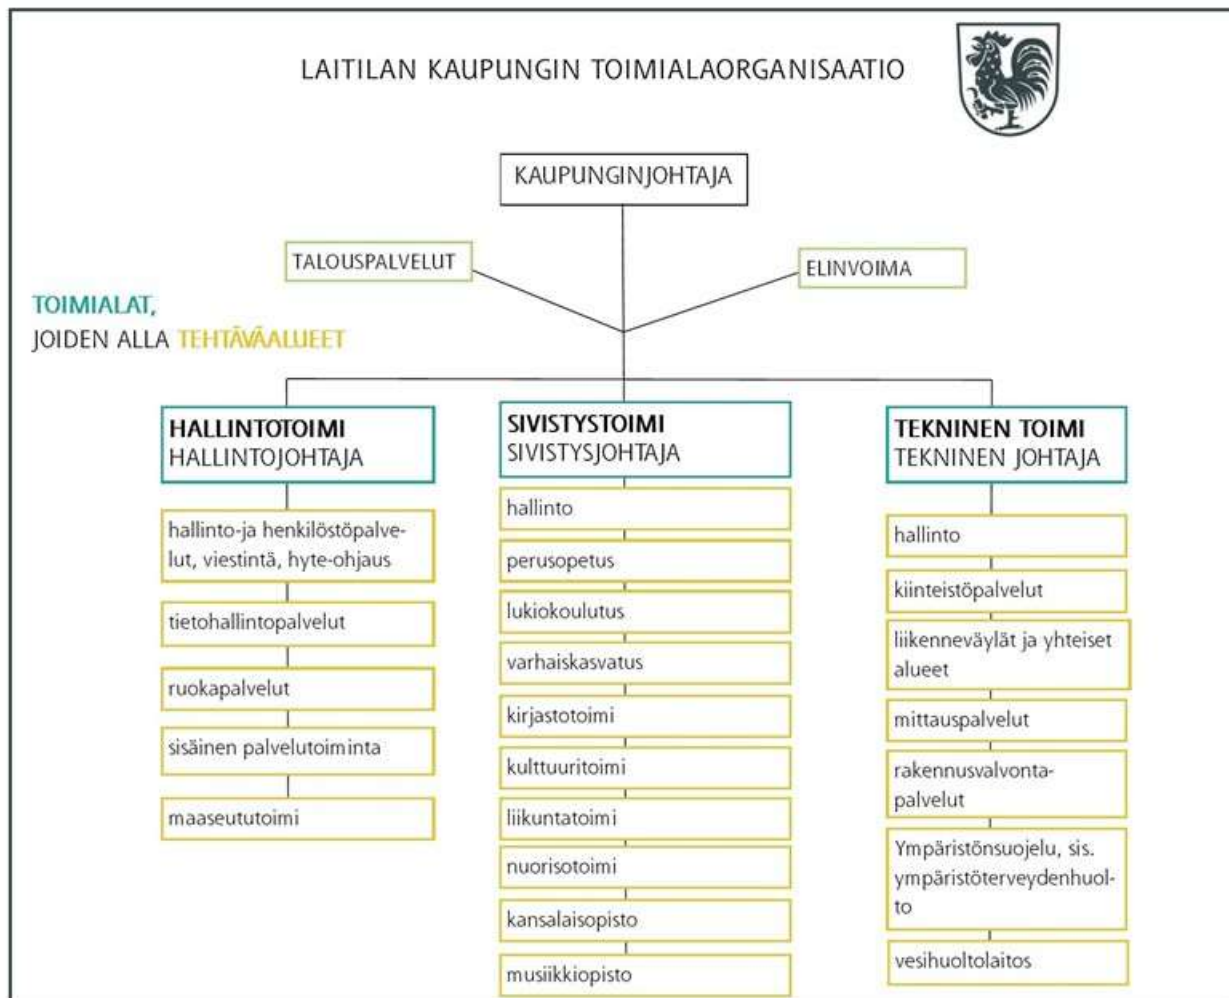 LAITILAN KAUPUNGIN TOIMIALAORGANISAATIO
KAUPUNGINJOHTAJA
TALOUSPALVELUT
ELINVOIMA
TOIMIALAT,
JOIDEN ALLA TEHTÄVÄALUEET
HALLINTOTOIMI
HALLINTOJOHTAJA
hallinto-ja henkilöstöpalve-
lut, viestintä, hyte-ohjaus
tietohallintopalvelut
ruokapalvelut
sisäinen palvelutoiminta
maaseututoimi
SIVISTYSTOIMI
SIVISTYSJOHTAJA
hallinto
perusopetus
lukiokoulutus
varhaiskasvatus
kirjastotoimi
kulttuuritoimi
liikuntatoimi
nuorisotoimi
kansalaisopisto
musiikkiopisto
TEKNINEN TOIMI
TEKNINEN JOHTAJA
hallinto
kiinteistöpalvelut
liikenneväylät ja yhteiset
alueet
mittauspalvelut
rakennusvalvonta-
palvelut
Ympäristönsuojelu, sis.
ympäristöterveydenhuol-
to
vesihuoltolaitos